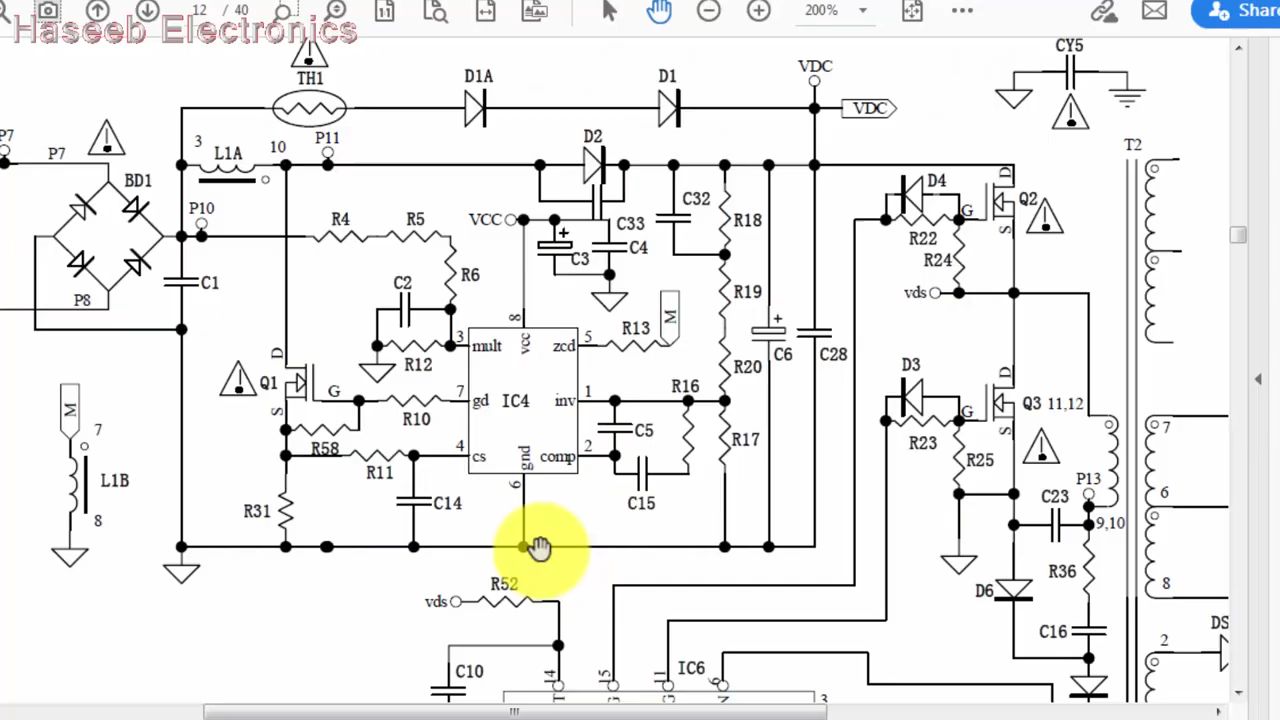 12 / 40
200%
Share
Haseeb Electronics
CY5
TH1
D1A
D1
VDC
VDC
T2
P7
P7
3
L1A
10
P11
D2
D4
D
Q2
BD1
P10
R4
R5
VCC
C33
C32
R18
G
S
R22
C3
C4
R24
C1
C2
R6
R19
vds
P8
8
R13
M
+
C6
C28
3
mult
vcc
zcd
5
R12
D3
D
R20
D
Q1
G
7
gd
IC4
inv
1
R16
G
Q3
11,12
M
S
R10
C5
R17
R23
S
7
R58
4
cs
gnd
comp
2
R25
7
R11
6
C15
P13
L1B
R31
C14
C23
6
8
9,10
R52
R36
vds
D6
8
C10
14
15
11
IC6
6
C16
2
DS
3